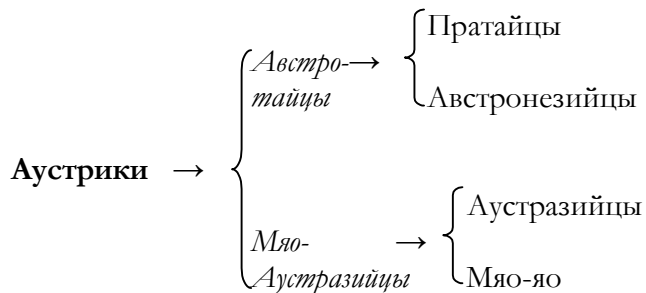 Пратайцы
Австро-→
тайцы
Австронезийцы
Аустрики →
Аустразийцы
Мяо- →
Аустразийцы
Мяо-яо